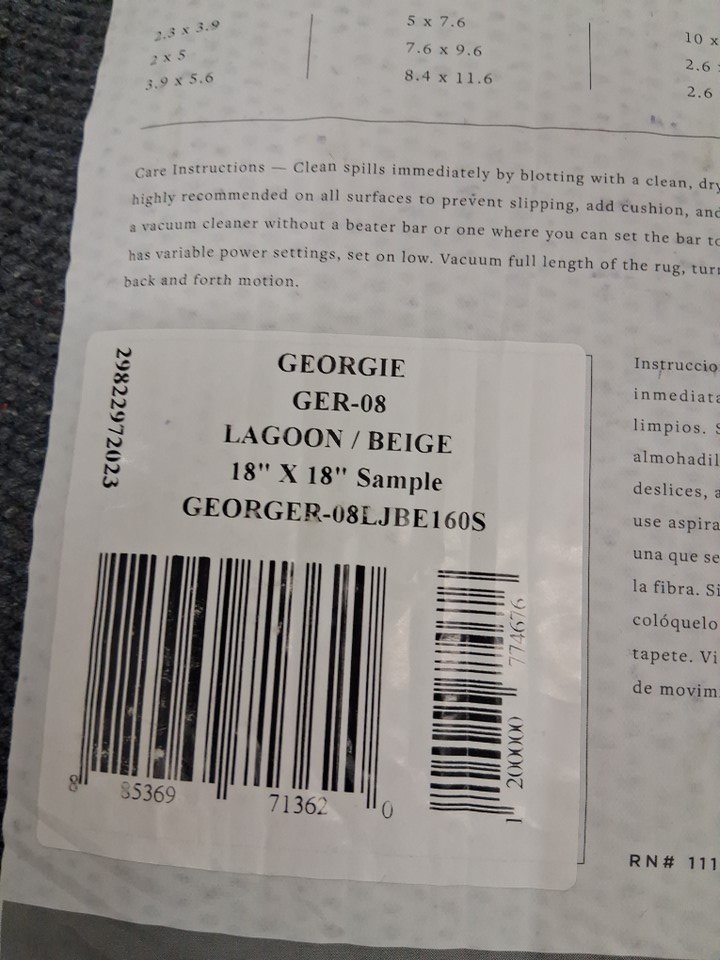 2.3 x 3.9
2 x 5
3.9 x 5.6
5 x 7.6
7.6 x 9.6
8.4 x 11.6
10 x
2.6
2.6
Care Instructions — Clean spills immediately by blotting with a clean, dry
highly recommended on all surfaces to prevent slipping, add cushion, and
a vacuum cleaner without a beater bar or one where you can set the bar to
has variable power settings, set on low. Vacuum full length of the rug, turn
back and forth motion.
29822972023
GEORGIE
GER-08
LAGOON / BEIGE
18" X 18" Sample
GEORGER-08LJBE160S
8 85369 71362 0
1 200000 774676
Instruccio
inmediata
limpios. S
almohadil
deslices, a
use aspira
una que se
la fibra. Si
colóquelo
tapete. Vi
de movim
RN# 111